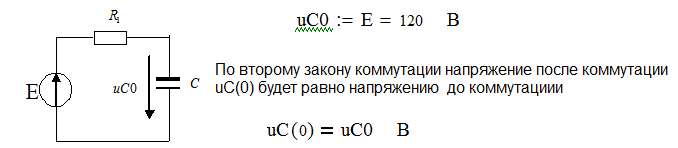 R1
uC0 := E = 120 В
E
uC0
C
По второму закону коммутации напряжение после коммутации
uC(0) будет равно напряжению до коммутациии
uC(0) = uC0 В